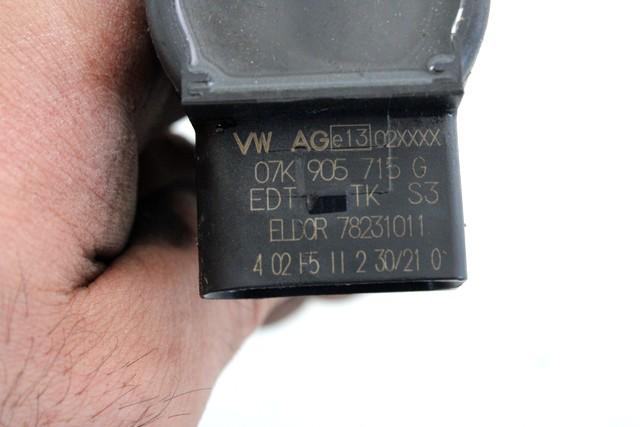 VW AG e13 02XXXX
07K 905 715 G
EDT TK S3
ELDOR 78231011
4 02 F5 11 2 30/21 0